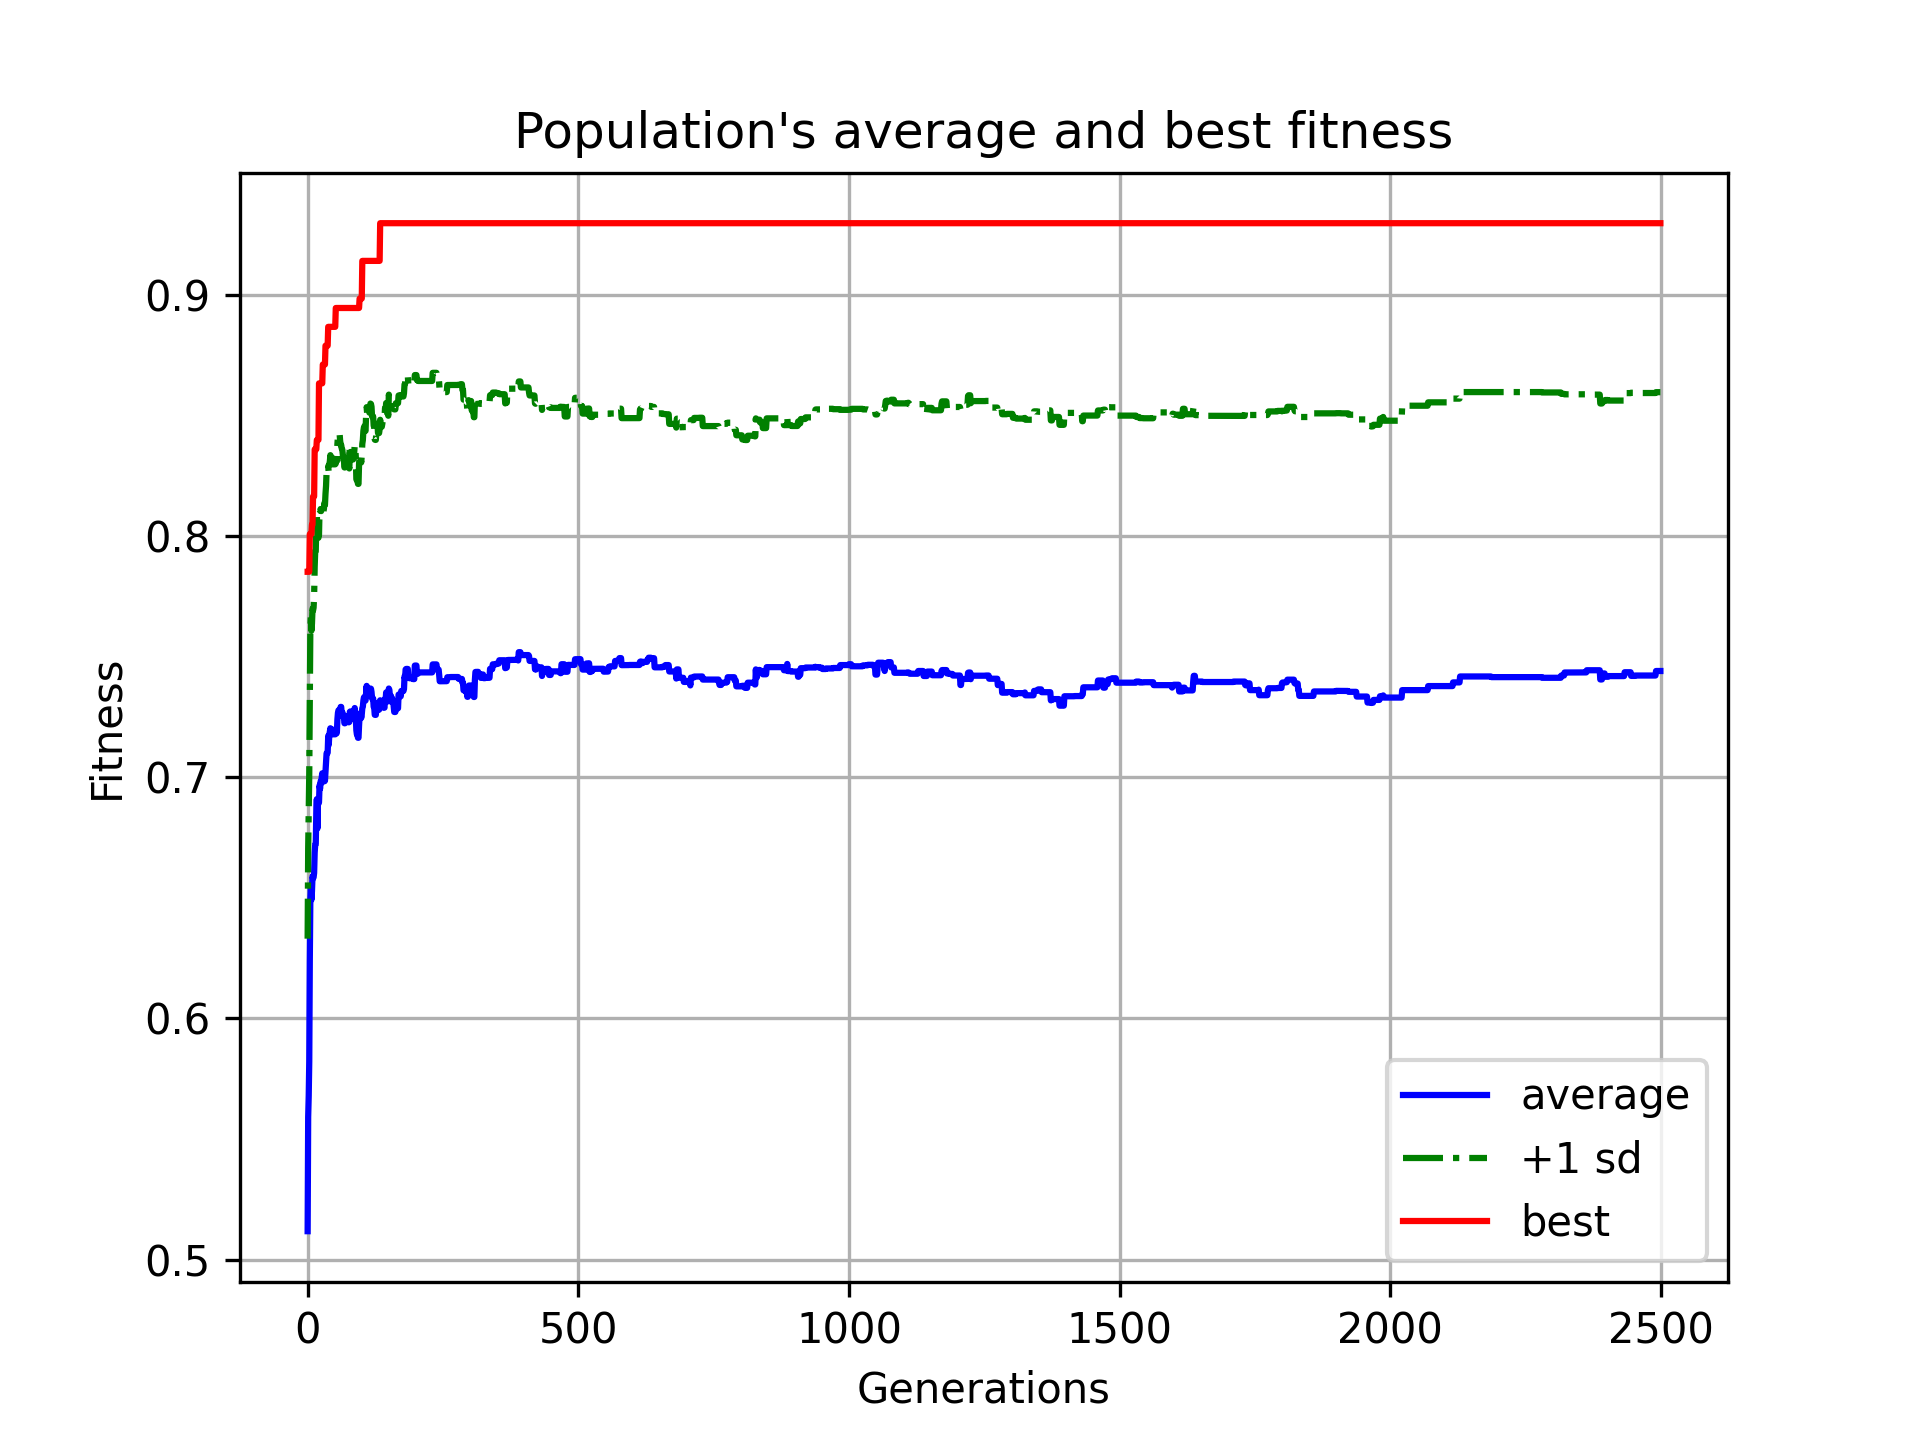 Population's average and best fitness
Fitness
0.9
0.8
0.7
0.6
0.5
average
+1 sd
best
0 500 1000 1500 2000 2500
Generations